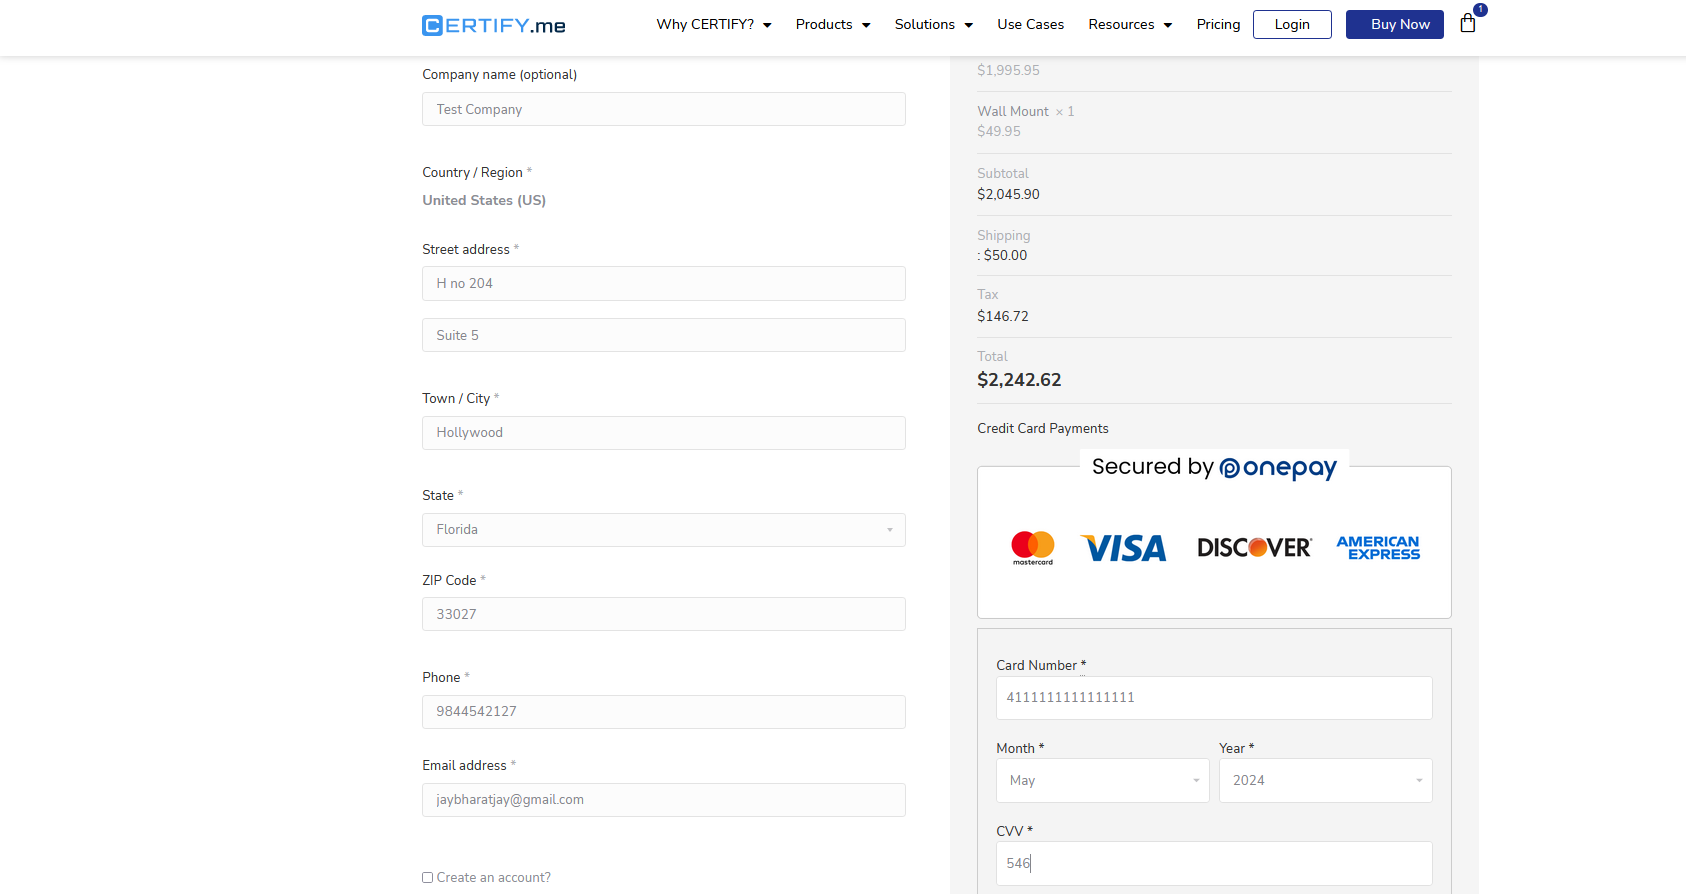 CERTIFY.me
Why CERTIFY? Products Solutions Use Cases Resources Pricing Login Buy Now 1
Company name (optional)
Test Company
Country / Region *
United States (US)
Street address *
H no 204
Suite 5
Town / City *
Hollywood
State *
Florida
ZIP Code *
33027
Phone *
9844542127
Email address *
jaybharatjay@gmail.com
Create an account?
$1,995.95
Wall Mount × 1
$49.95
Subtotal
$2,045.90
Shipping
: $50.00
Tax
$146.72
Total
$2,242.62
Credit Card Payments
Secured by onepay
mastercard VISA DISCOVER AMERICAN EXPRESS
Card Number *
4111111111111111
Month * Year *
May 2024
CVV *
546